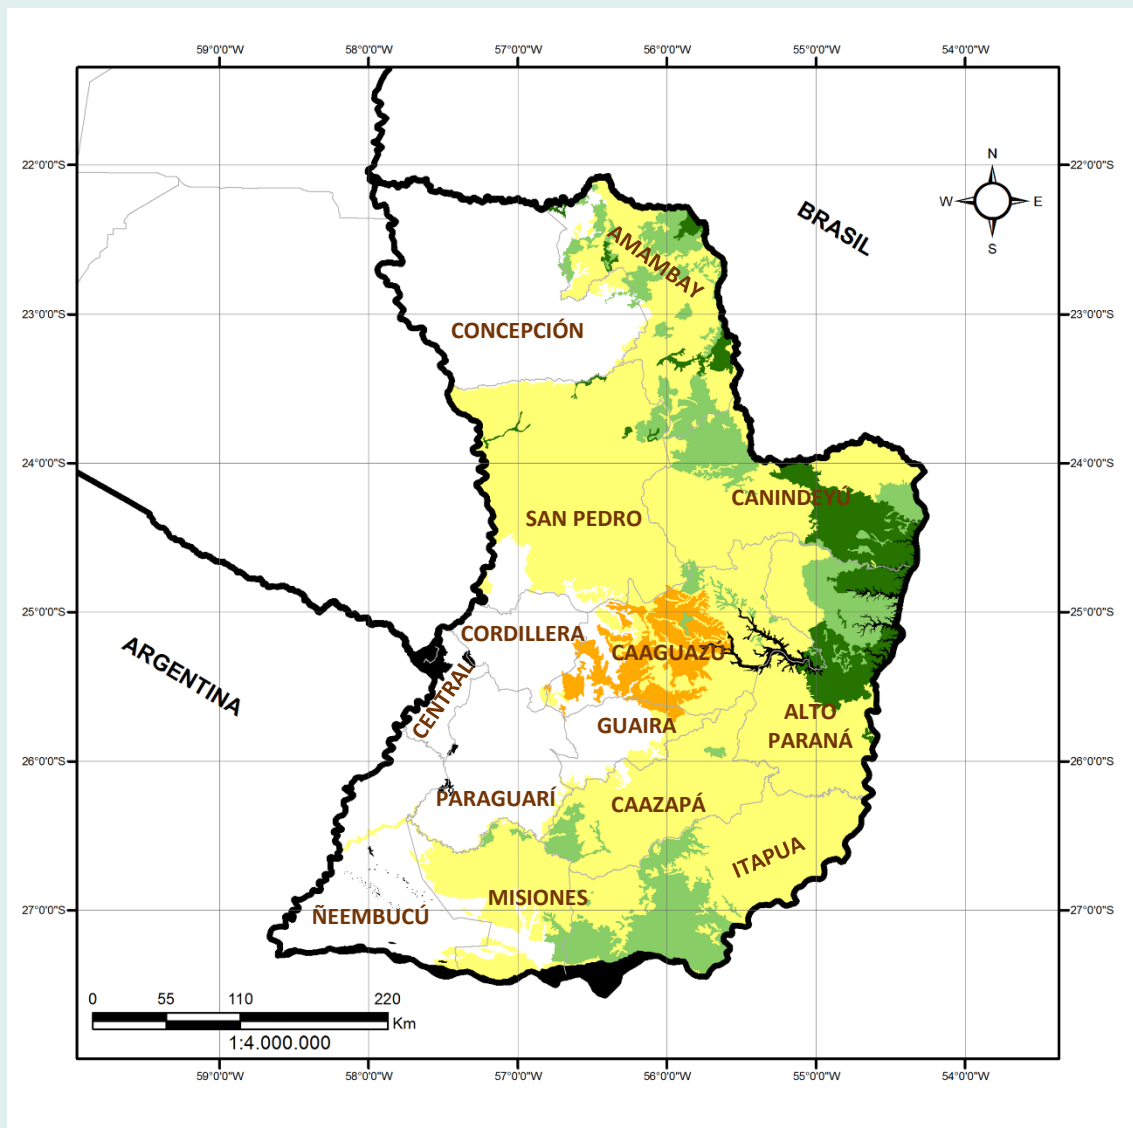 59°0'0"W 58°0'0"W 57°0'0"W 56°0'0"W 55°0'0"W 54°0'0"W
22°0'0"S 22°0'0"S
N
W E
S
BRASIL
AMAMBAY
23°0'0"S 23°0'0"S
CONCEPCIÓN
24°0'0"S 24°0'0"S
CANINDEYÚ
SAN PEDRO
25°0'0"S 25°0'0"S
CORDILLERA
CAAGUAZÚ
ARGENTINA
CENTRAL
GUAIRA
ALTO
PARANÁ
26°0'0"S 26°0'0"S
PARAGUARÍ
CAAZAPÁ
ITAPUA
MISIONES
ÑEEMBUCÚ
27°0'0"S 27°0'0"S
0 55 110 220
Km
1:4.000.000
59°0'0"W 58°0'0"W 57°0'0"W 56°0'0"W 55°0'0"W 54°0'0"W